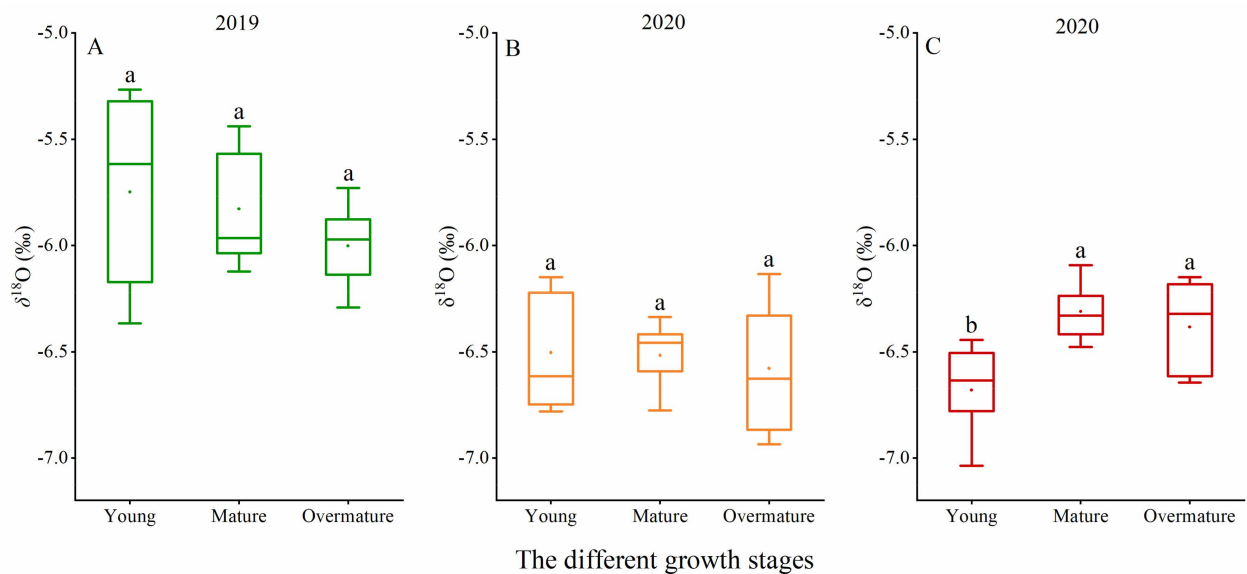 2019
2020
2020
A
B
C
-5.0
-5.5
-6.0
-6.5
-7.0
δ¹⁸O (‰)
a
a
a
Young
Mature
Overmature
-5.0
-5.5
-6.0
-6.5
-7.0
δ¹⁸O (‰)
a
a
a
Young
Mature
Overmature
-5.0
-5.5
-6.0
-6.5
-7.0
δ¹⁸O (‰)
b
a
a
Young
Mature
Overmature
The different growth stages